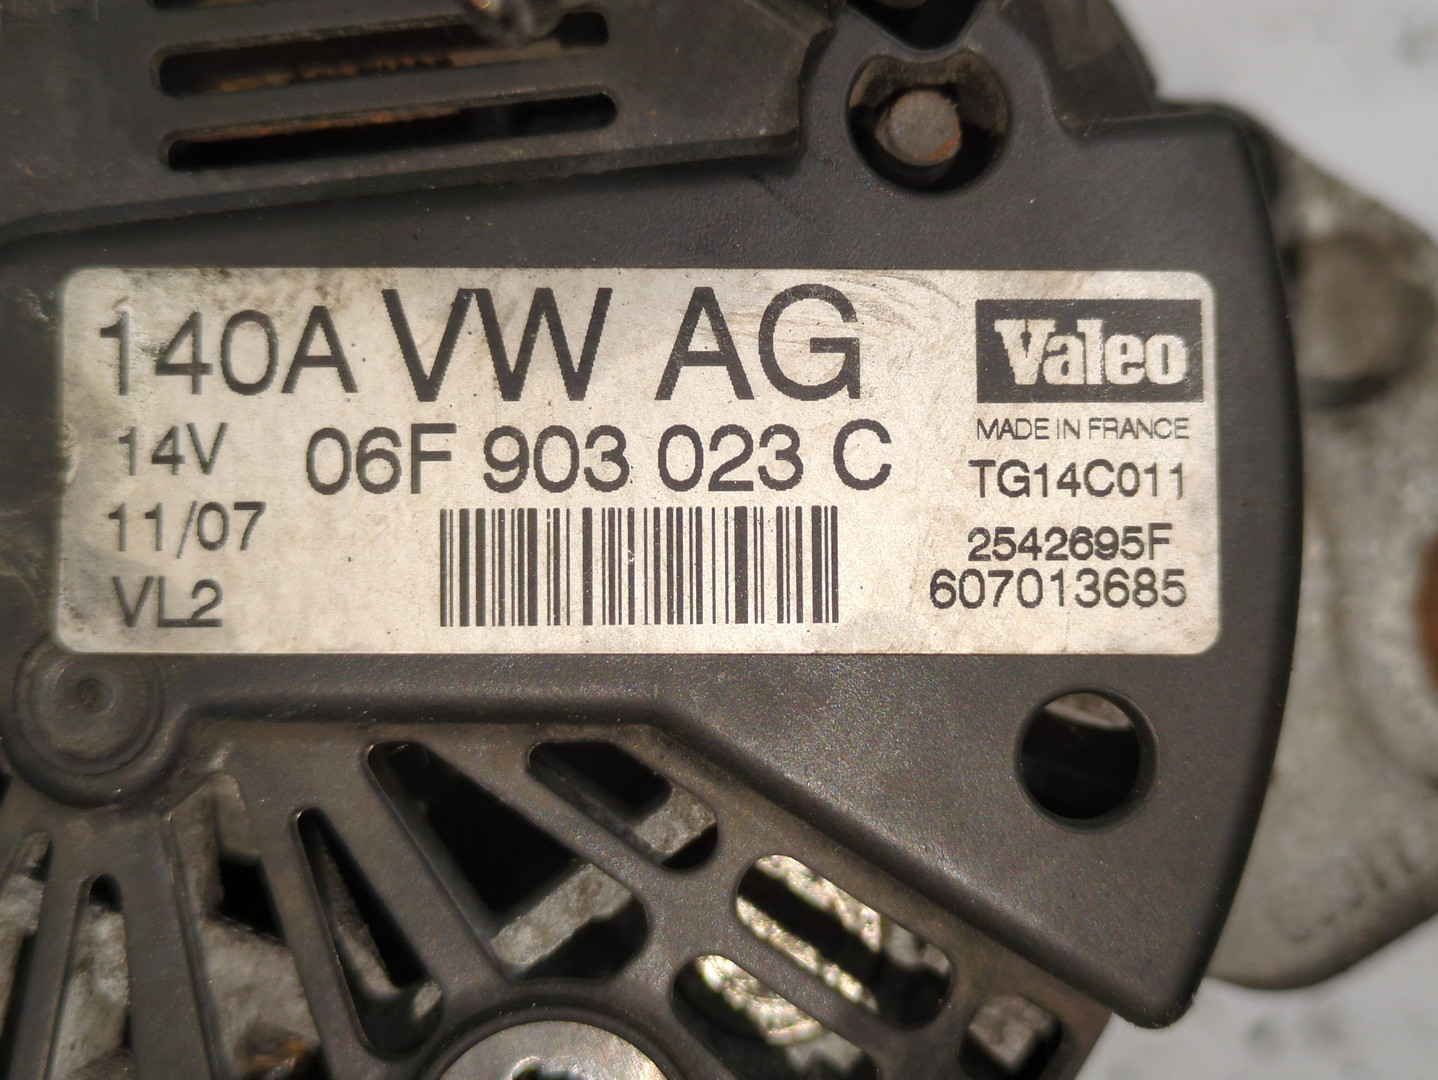 140A VW AG
14V 06F 903 023 C
11/07
VL2
Valeo
MADE IN FRANCE
TG14C011
2542695F
607013685